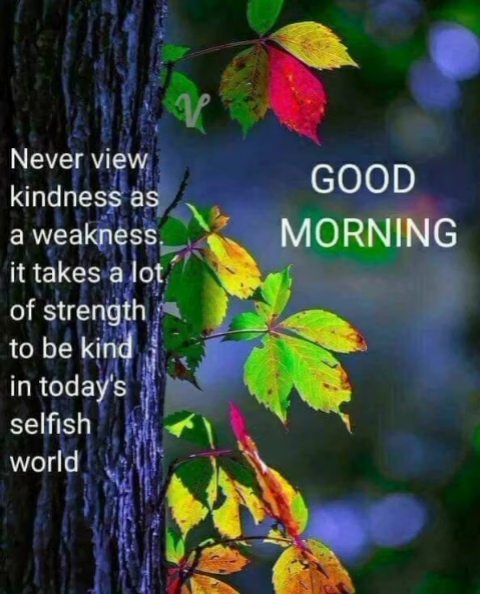 Never view
kindness as
a weakness.
it takes a lot
of strength
to be kind
in today's
selfish
world
GOOD
MORNING